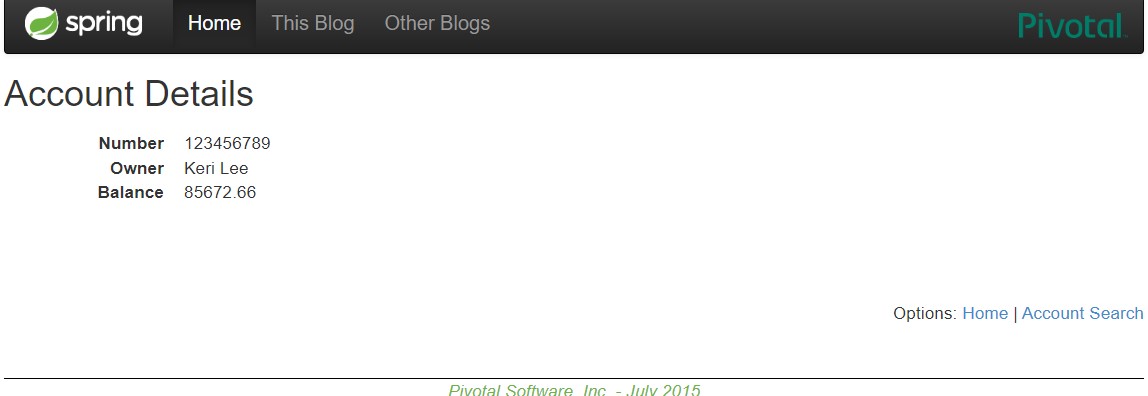 spring Home This Blog Other Blogs Pivotal
Account Details
Number 123456789
Owner Keri Lee
Balance 85672.66
Options: Home | Account Search
Pivotal Software, Inc. - July 2015